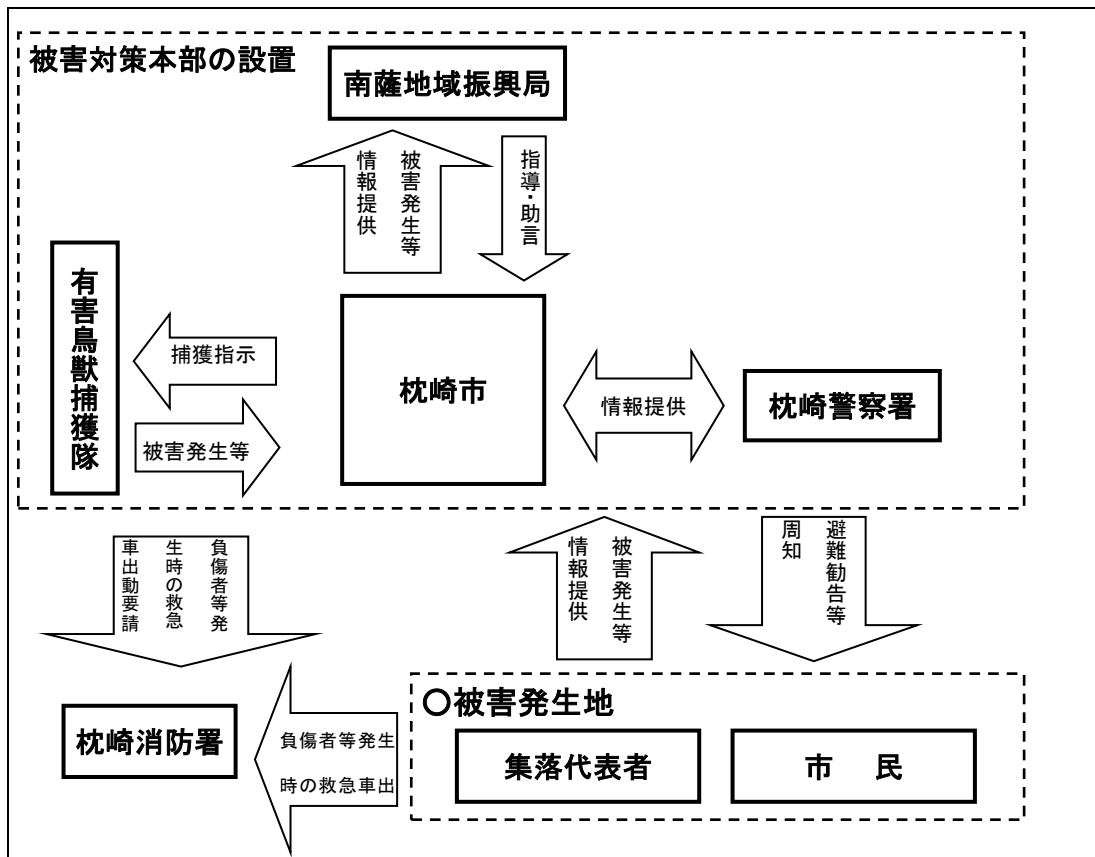 被害対策本部の設置
南薩地域振興局
被害発生等
情報提供
指導・助言
有害鳥獣捕獲隊
捕獲指示
被害発生等
枕崎市
情報提供
枕崎警察署
負傷者等発
生時の救急
車出動要請
被害発生等
情報提供
避難勧告等
周知
枕崎消防署
負傷者等発生
時の救急車出
○被害発生地
集落代表者
市　民